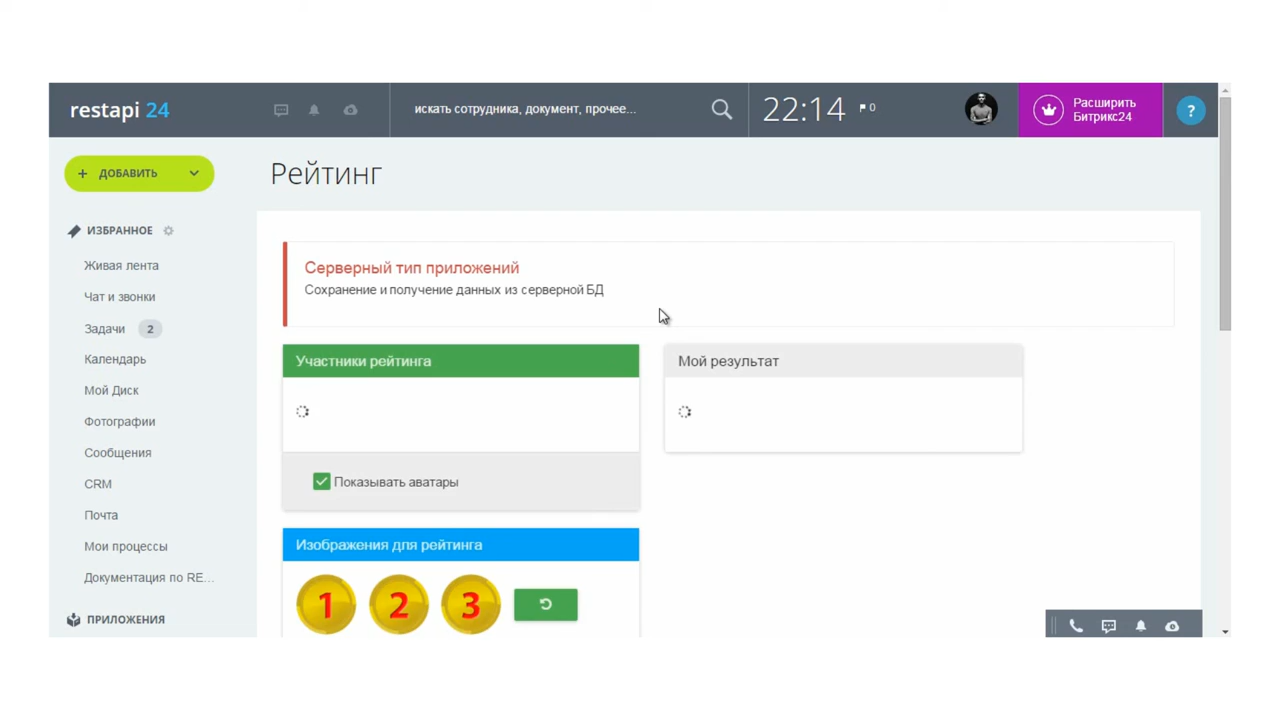 restapi 24
искать сотрудника, документ, прочее...
22:14
0
Расширить
Битрикс24
?
+ ДОБАВИТЬ
Рейтинг
ИЗБРАННОЕ
Живая лента
Чат и звонки
Задачи 2
Календарь
Мой Диск
Фотографии
Сообщения
CRM
Почта
Мои процессы
Документация по RE...
ПРИЛОЖЕНИЯ
Серверный тип приложений
Сохранение и получение данных из серверной БД
Участники рейтинга
Мой результат
Показывать аватары
Изображения для рейтинга
1 2 3